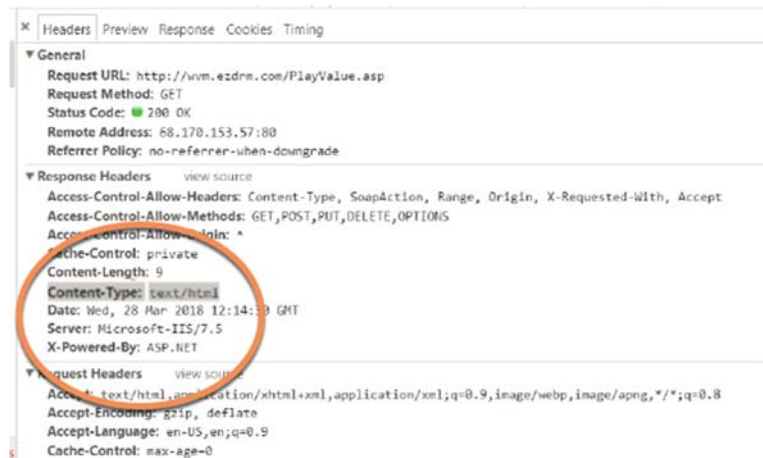 × Headers Preview Response Cookies Timing
▼ General
Request URL: http://wvm.ezdrm.com/PlayValue.asp
Request Method: GET
Status Code: 200 OK
Remote Address: 68.170.153.57:80
Referrer Policy: no-referrer-when-downgrade
▼ Response Headers view source
Access-Control-Allow-Headers: Content-Type, SoapAction, Range, Origin, X-Requested-With, Accept
Access-Control-Allow-Methods: GET,POST,PUT,DELETE,OPTIONS
Access-Control-Allow-Origin: *
Cache-Control: private
Content-Length: 9
Content-Type: text/html
Date: Wed, 28 Mar 2018 12:14:30 GMT
Server: Microsoft-IIS/7.5
X-Powered-By: ASP.NET
▼ Request Headers view source
Accept: text/html,application/xhtml+xml,application/xml;q=0.9,image/webp,image/apng,*/*;q=0.8
Accept-Encoding: gzip, deflate
Accept-Language: en-US,en;q=0.9
Cache-Control: max-age=0